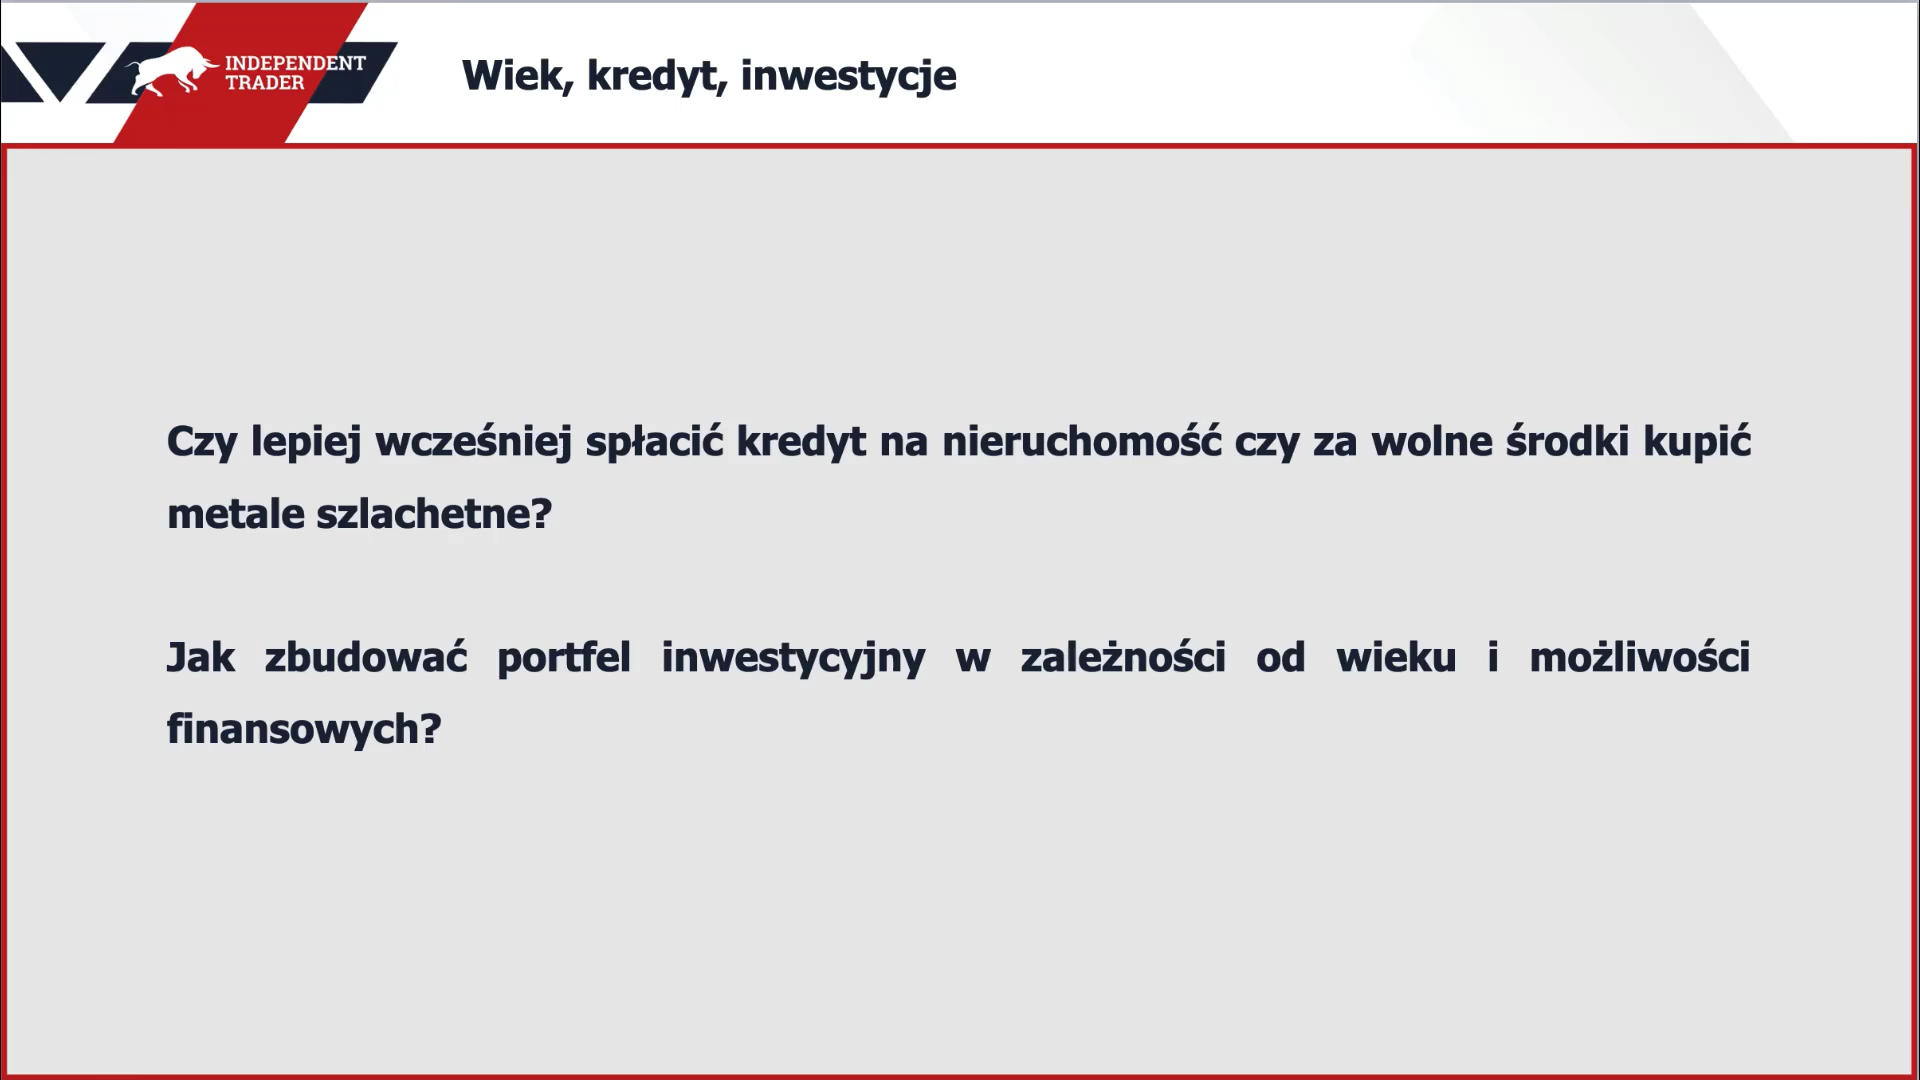 INDEPENDENT
TRADER
Wiek, kredyt, inwestycje
Czy lepiej wcześniej spłacić kredyt na nieruchomość czy za wolne środki kupić
metale szlachetne?
Jak zbudować portfel inwestycyjny w zależności od wieku i możliwości
finansowych?